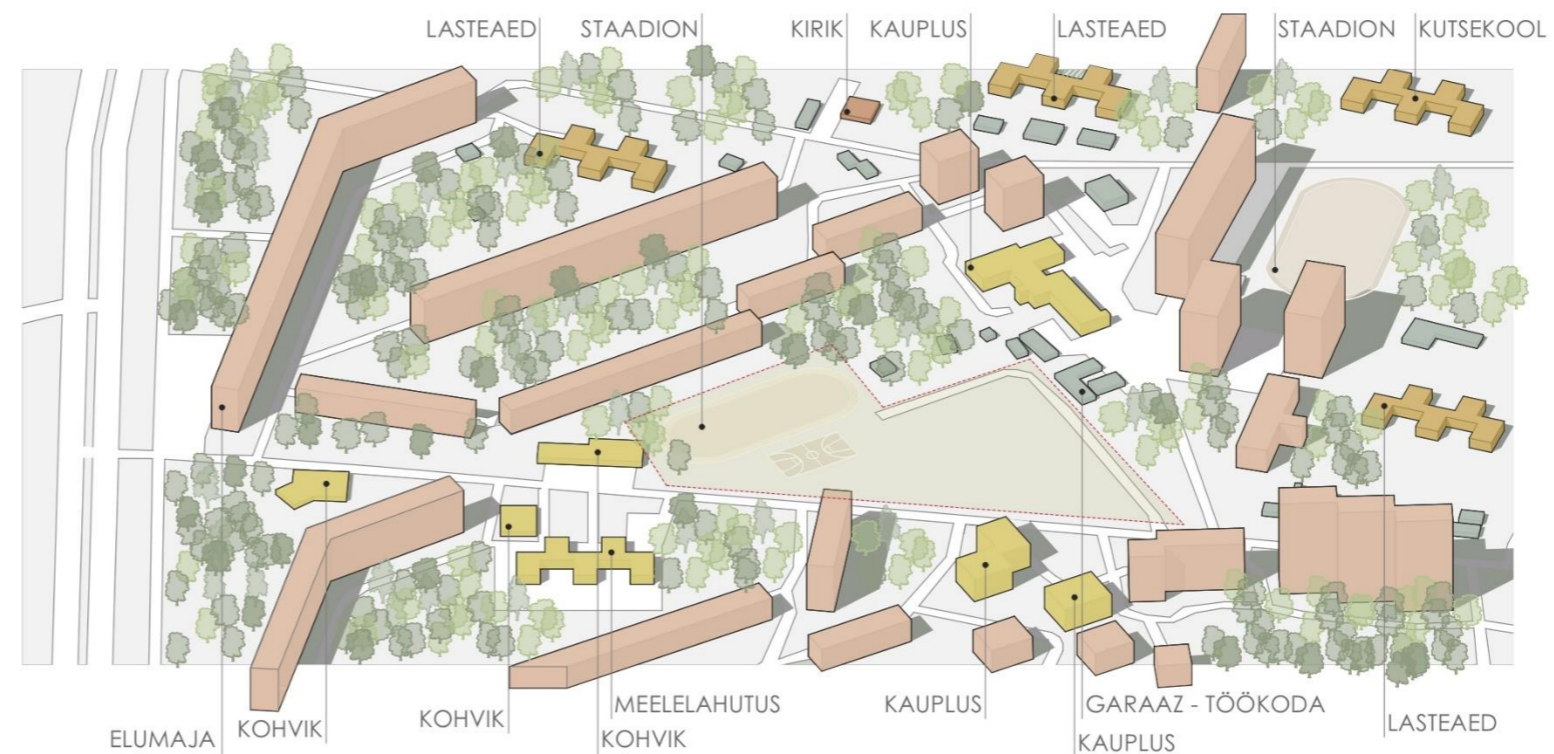 LASTEAED
STAADION
KIRIK
KAUPLUS
LASTEAED
STAADION
KUTSEKOOL
ELUMAJA
KOHVIK
KOHVIK
MEELELAHUTUS
KOHVIK
KAUPLUS
GARAAZ - TÖÖKODA
KAUPLUS
LASTEAED